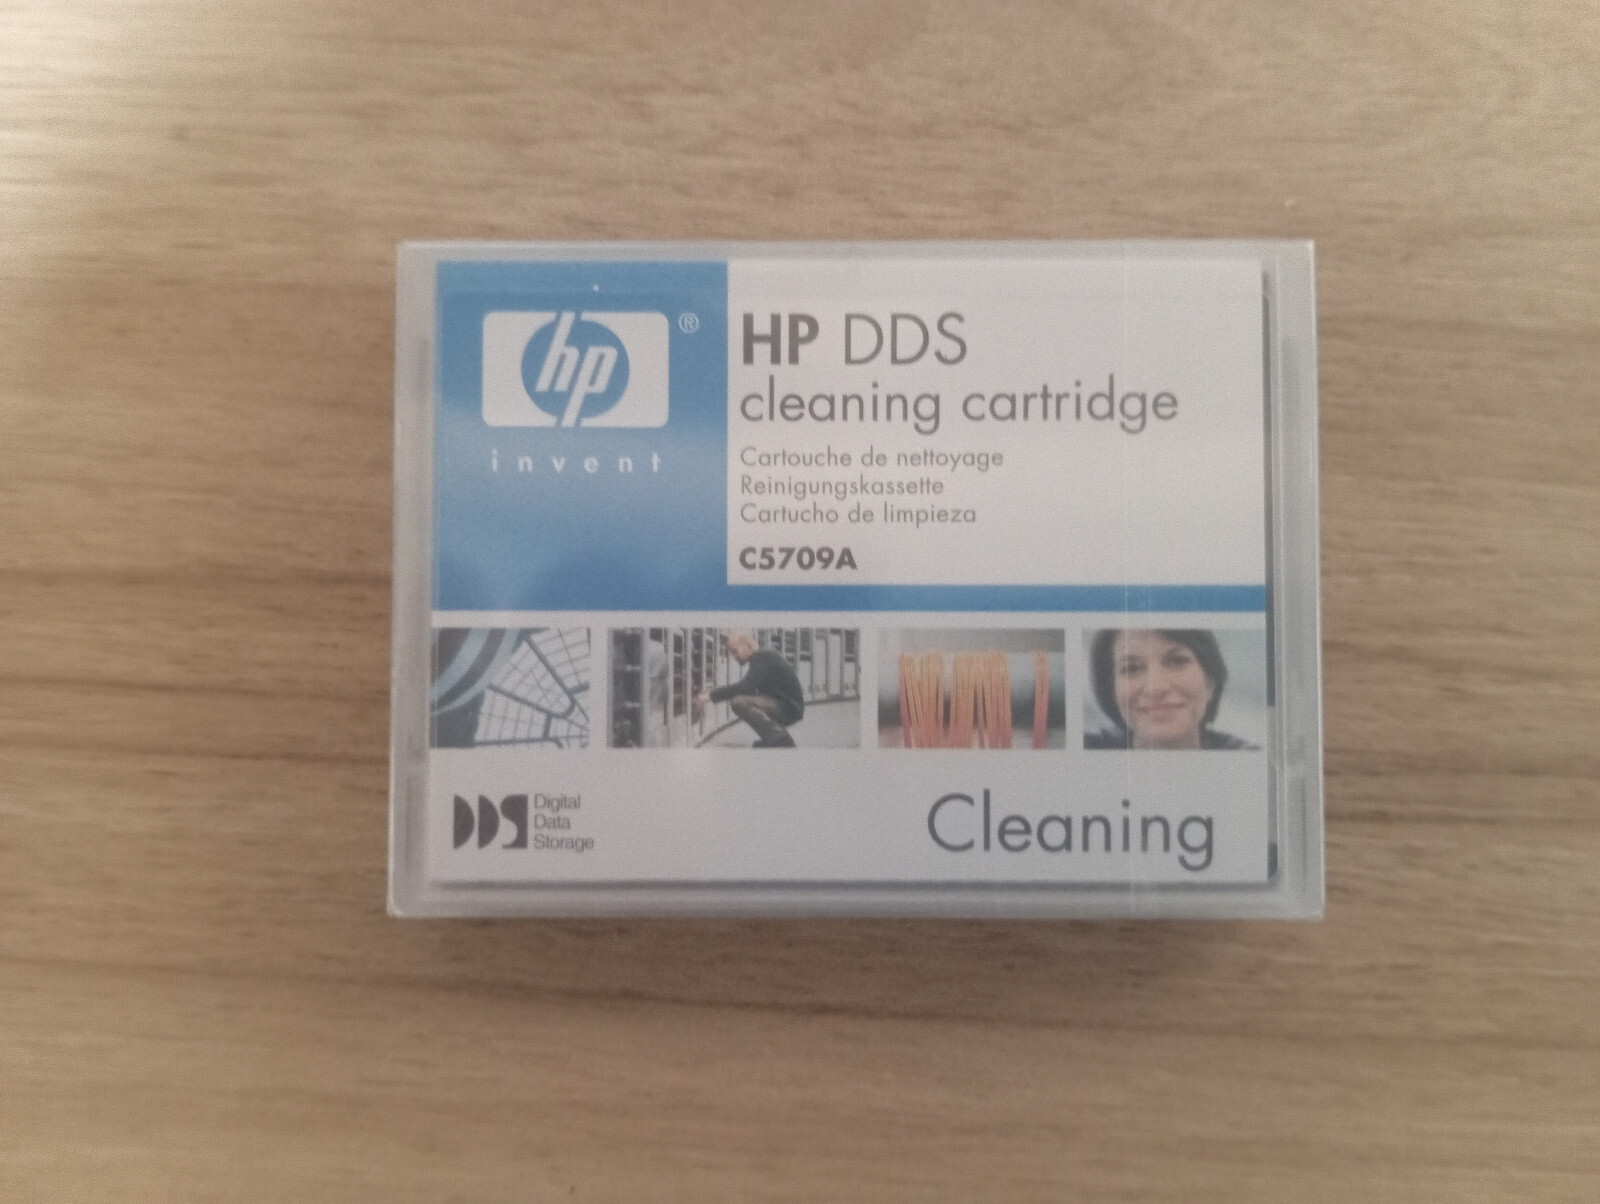 hp®
invent
HP DDS
cleaning cartridge
Cartouche de nettoyage
Reinigungskassette
Cartucho de limpieza
C5709A
DDS
Digital
Data
Storage
Cleaning